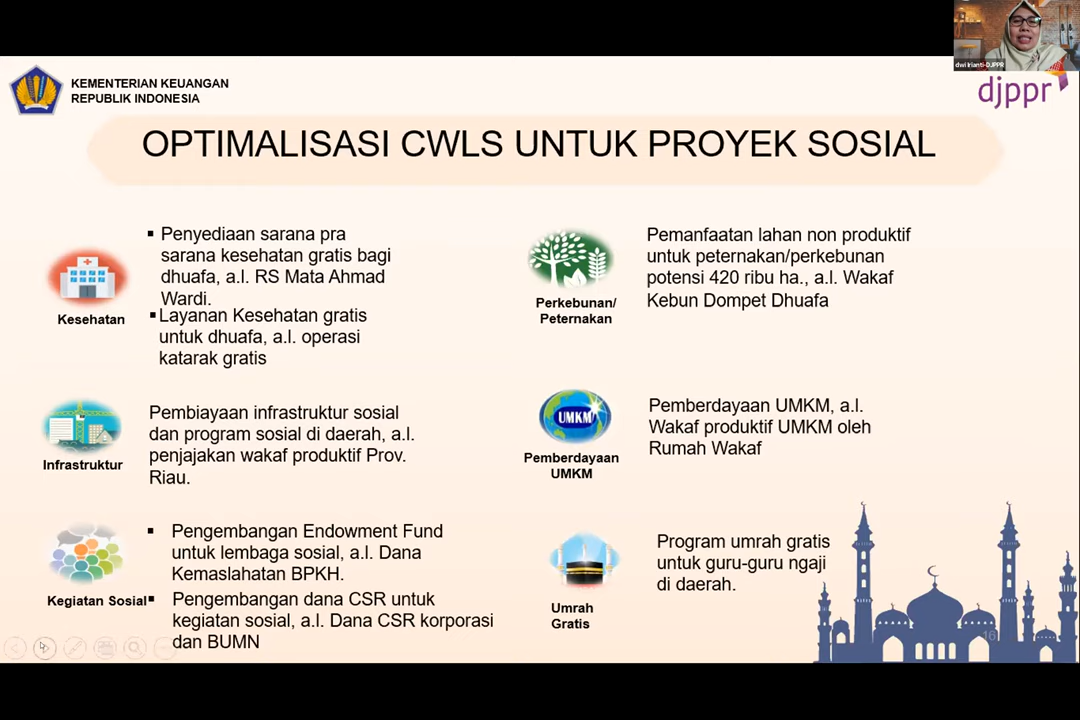 dwi Irianti-DJPPR
KEMENTERIAN KEUANGAN
REPUBLIK INDONESIA
djppr
OPTIMALISASI CWLS UNTUK PROYEK SOSIAL
▪ Penyediaan sarana pra
sarana kesehatan gratis bagi
dhuafa, a.l. RS Mata Ahmad
Wardi.
▪ Layanan Kesehatan gratis
untuk dhuafa, a.l. operasi
katarak gratis
Kesehatan
Pembiayaan infrastruktur sosial
dan program sosial di daerah, a.l.
penjajakan wakaf produktif Prov.
Riau.
Infrastruktur
▪ Pengembangan Endowment Fund
untuk lembaga sosial, a.l. Dana
Kemaslahatan BPKH.
▪ Pengembangan dana CSR untuk
kegiatan sosial, a.l. Dana CSR korporasi
dan BUMN
Kegiatan Sosial
Pemanfaatan lahan non produktif
untuk peternakan/perkebunan
potensi 420 ribu ha., a.l. Wakaf
Kebun Dompet Dhuafa
Perkebunan/
Peternakan
UMKM
Pemberdayaan UMKM, a.l.
Wakaf produktif UMKM oleh
Rumah Wakaf
Pemberdayaan
UMKM
Program umrah gratis
untuk guru-guru ngaji
di daerah.
Umrah
Gratis
16